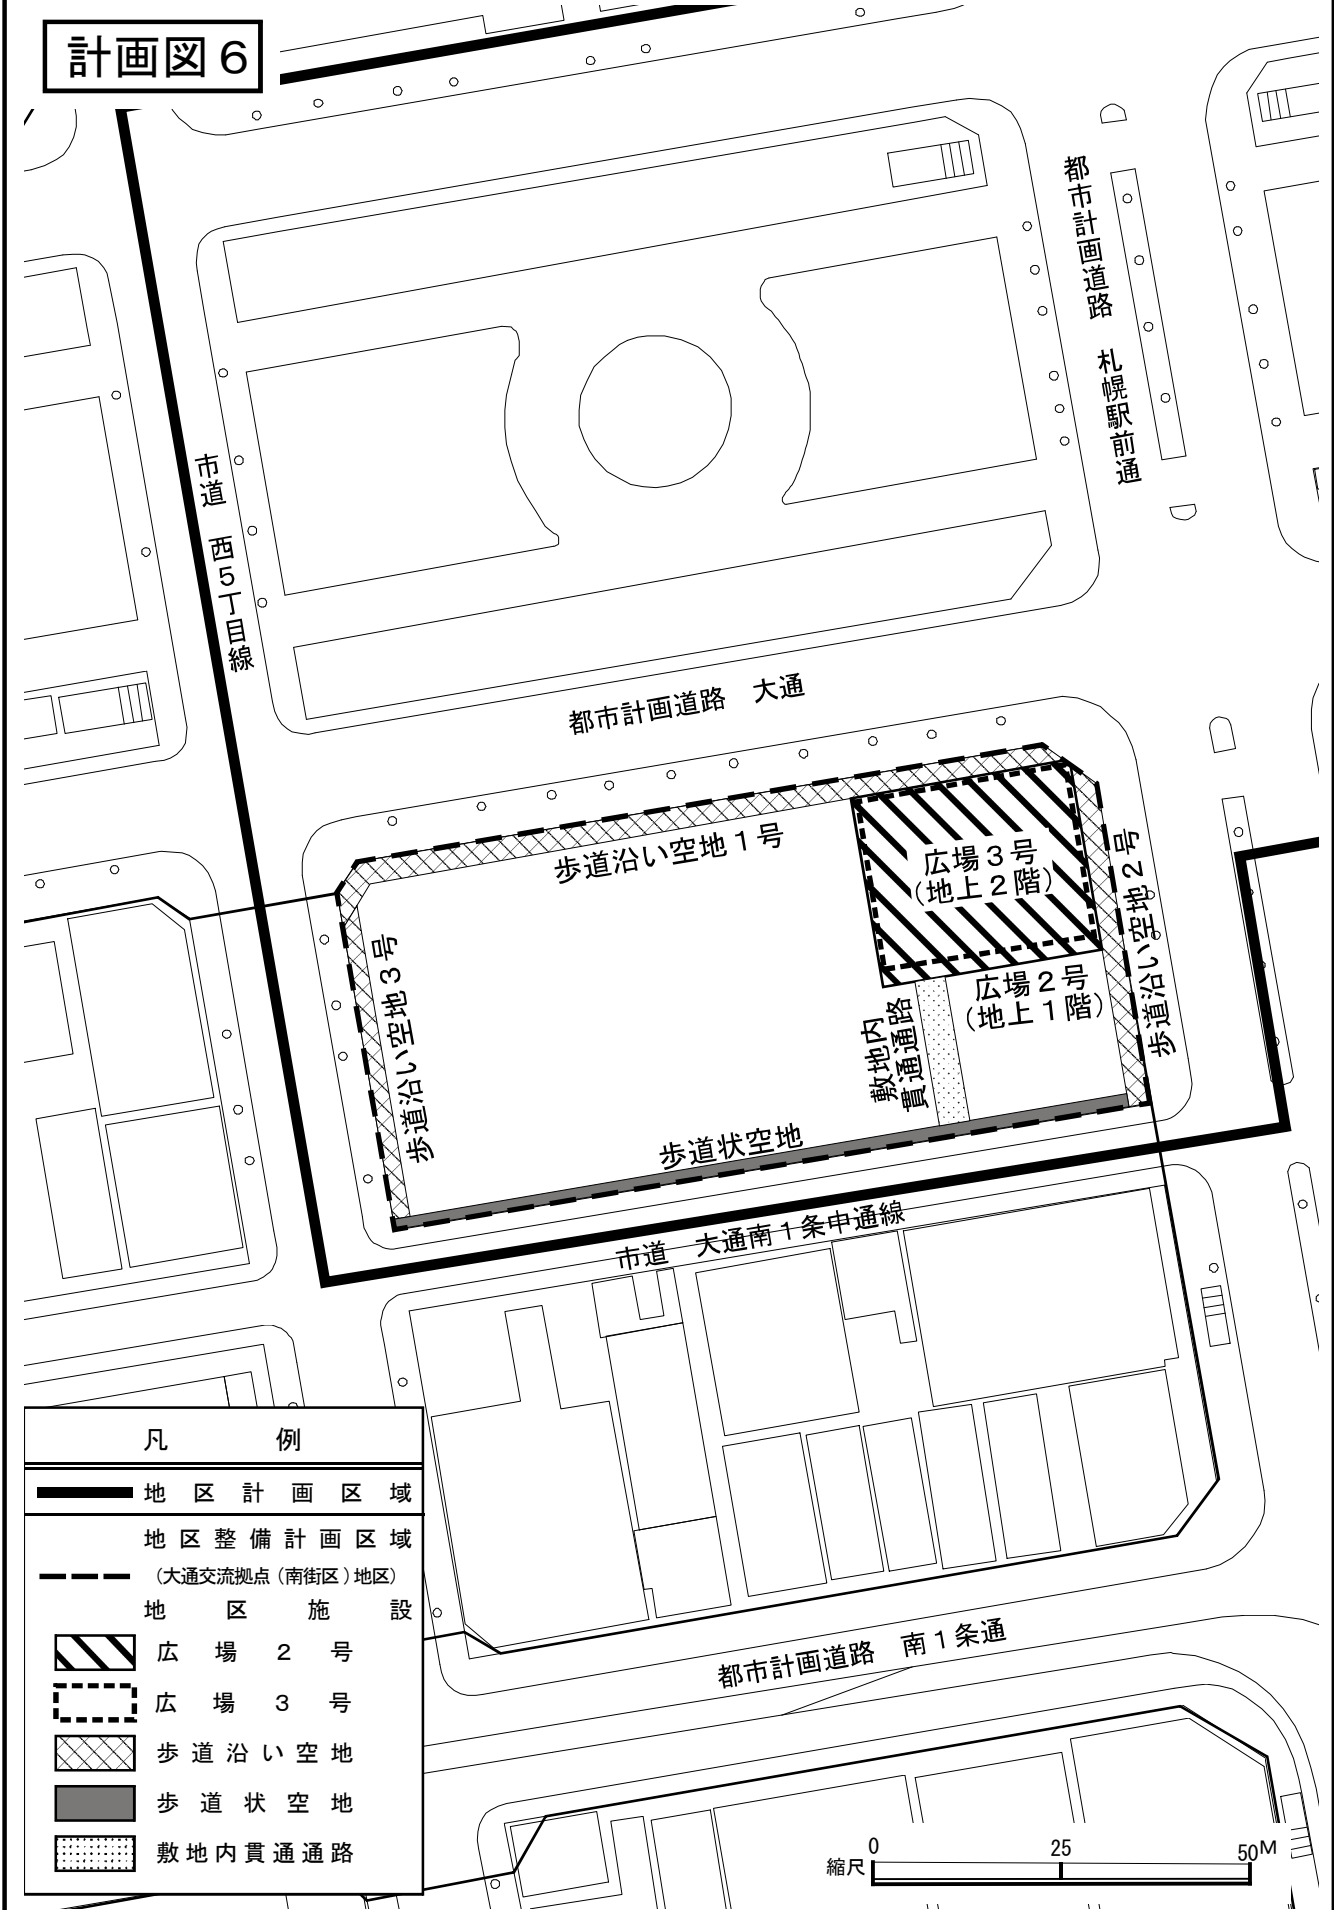 計画図６
都市計画道路　札幌駅前通
市道　西５丁目線
都市計画道路　大通
歩道沿い空地１号
広場３号
（地上２階）
歩道沿い空地２号
歩道沿い空地３号
広場２号
（地上１階）
敷地内
貫通通路
歩道状空地
市道　大通南１条中通線
都市計画道路　南１条通
凡例
地区計画区域
地区整備計画区域
（大通交流拠点（南街区）地区）
地区施設
広場２号
広場３号
歩道沿い空地
歩道状空地
敷地内貫通通路
縮尺 0 25 50M